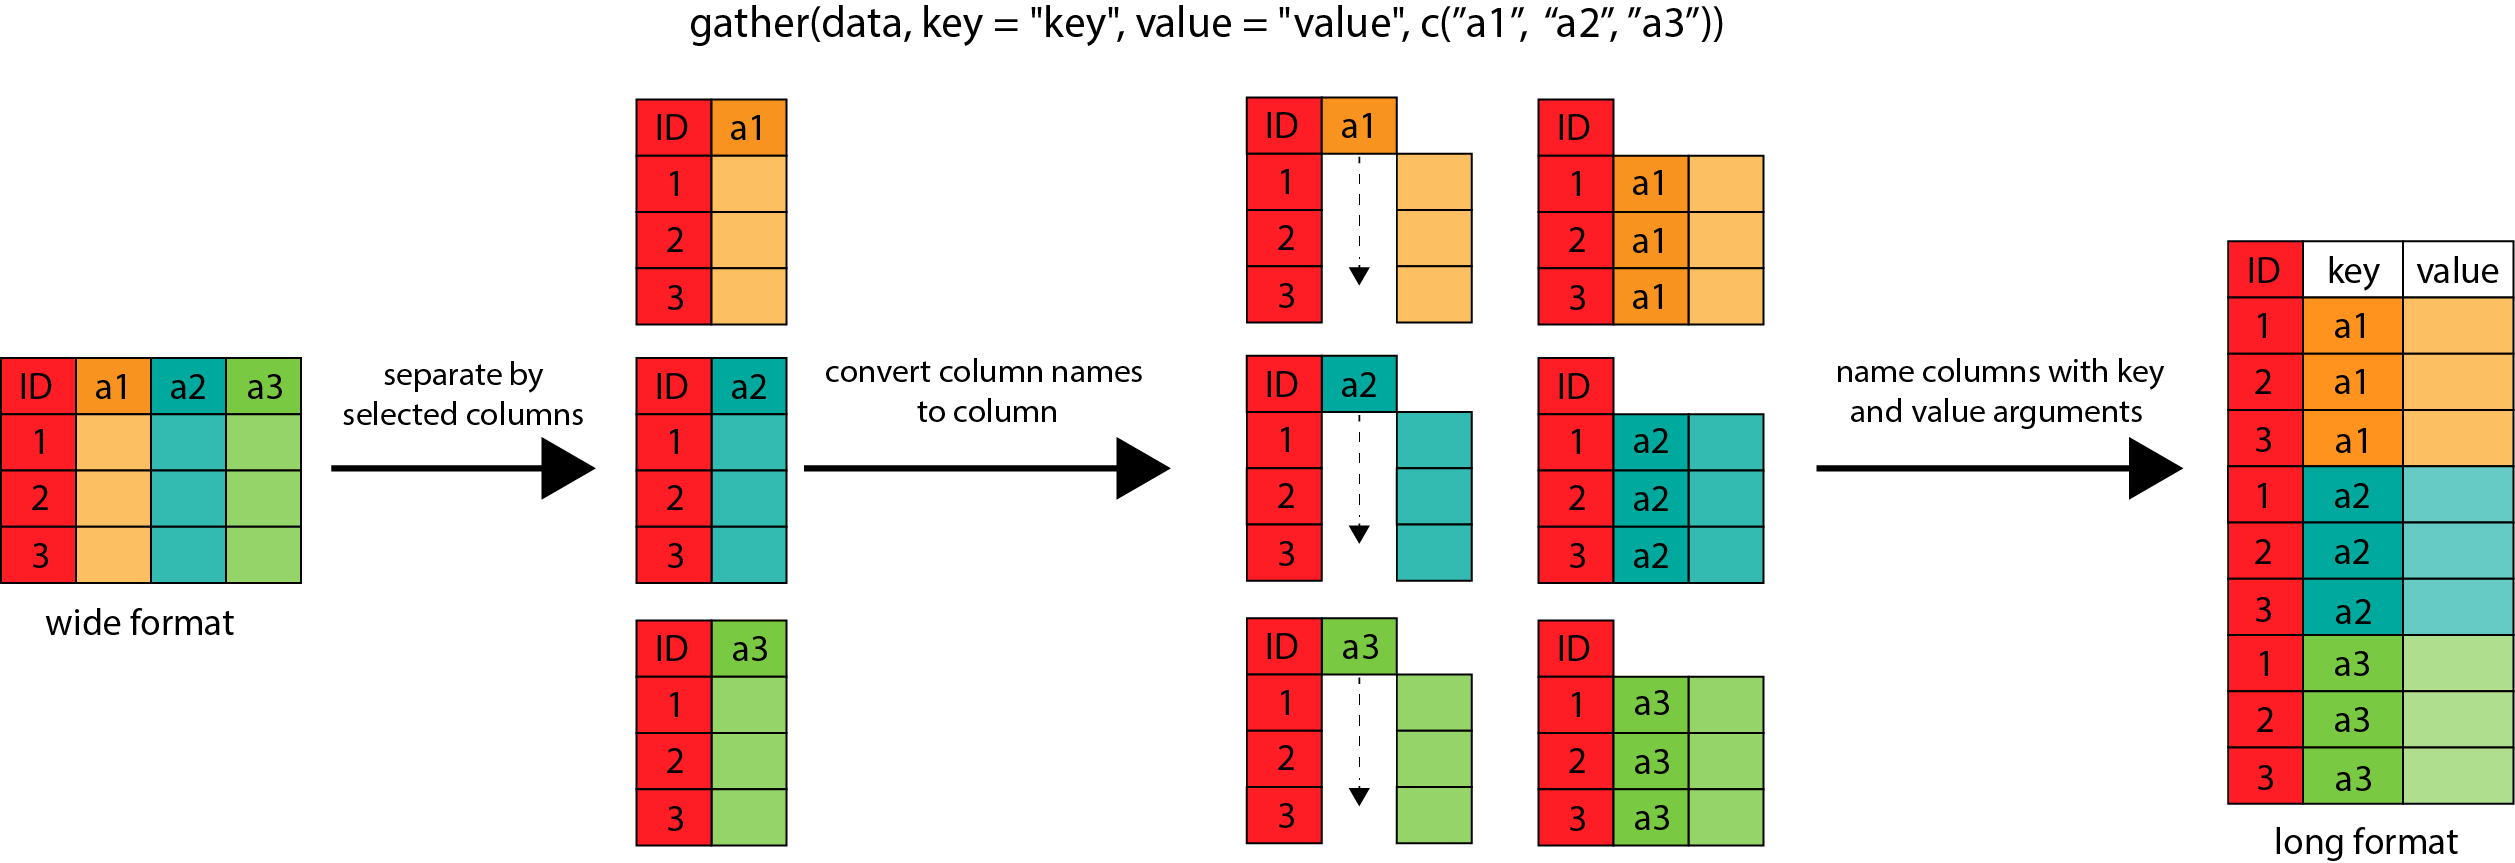 gather(data, key = "key", value = "value", c(”a1”, “a2”, ”a3”))
ID a1 a2 a3
1
2
3
wide format
separate by
selected columns
ID a1
1
2
3
ID a2
1
2
3
ID a3
1
2
3
convert column names
to column
ID a1
1
2
3
ID a2
1
2
3
ID a3
1
2
3
ID
1 a1
2 a1
3 a1
ID
1 a2
2 a2
3 a2
ID
1 a3
2 a3
3 a3
name columns with key
and value arguments
ID key value
1 a1
2 a1
3 a1
1 a2
2 a2
3 a2
1 a3
2 a3
3 a3
long format